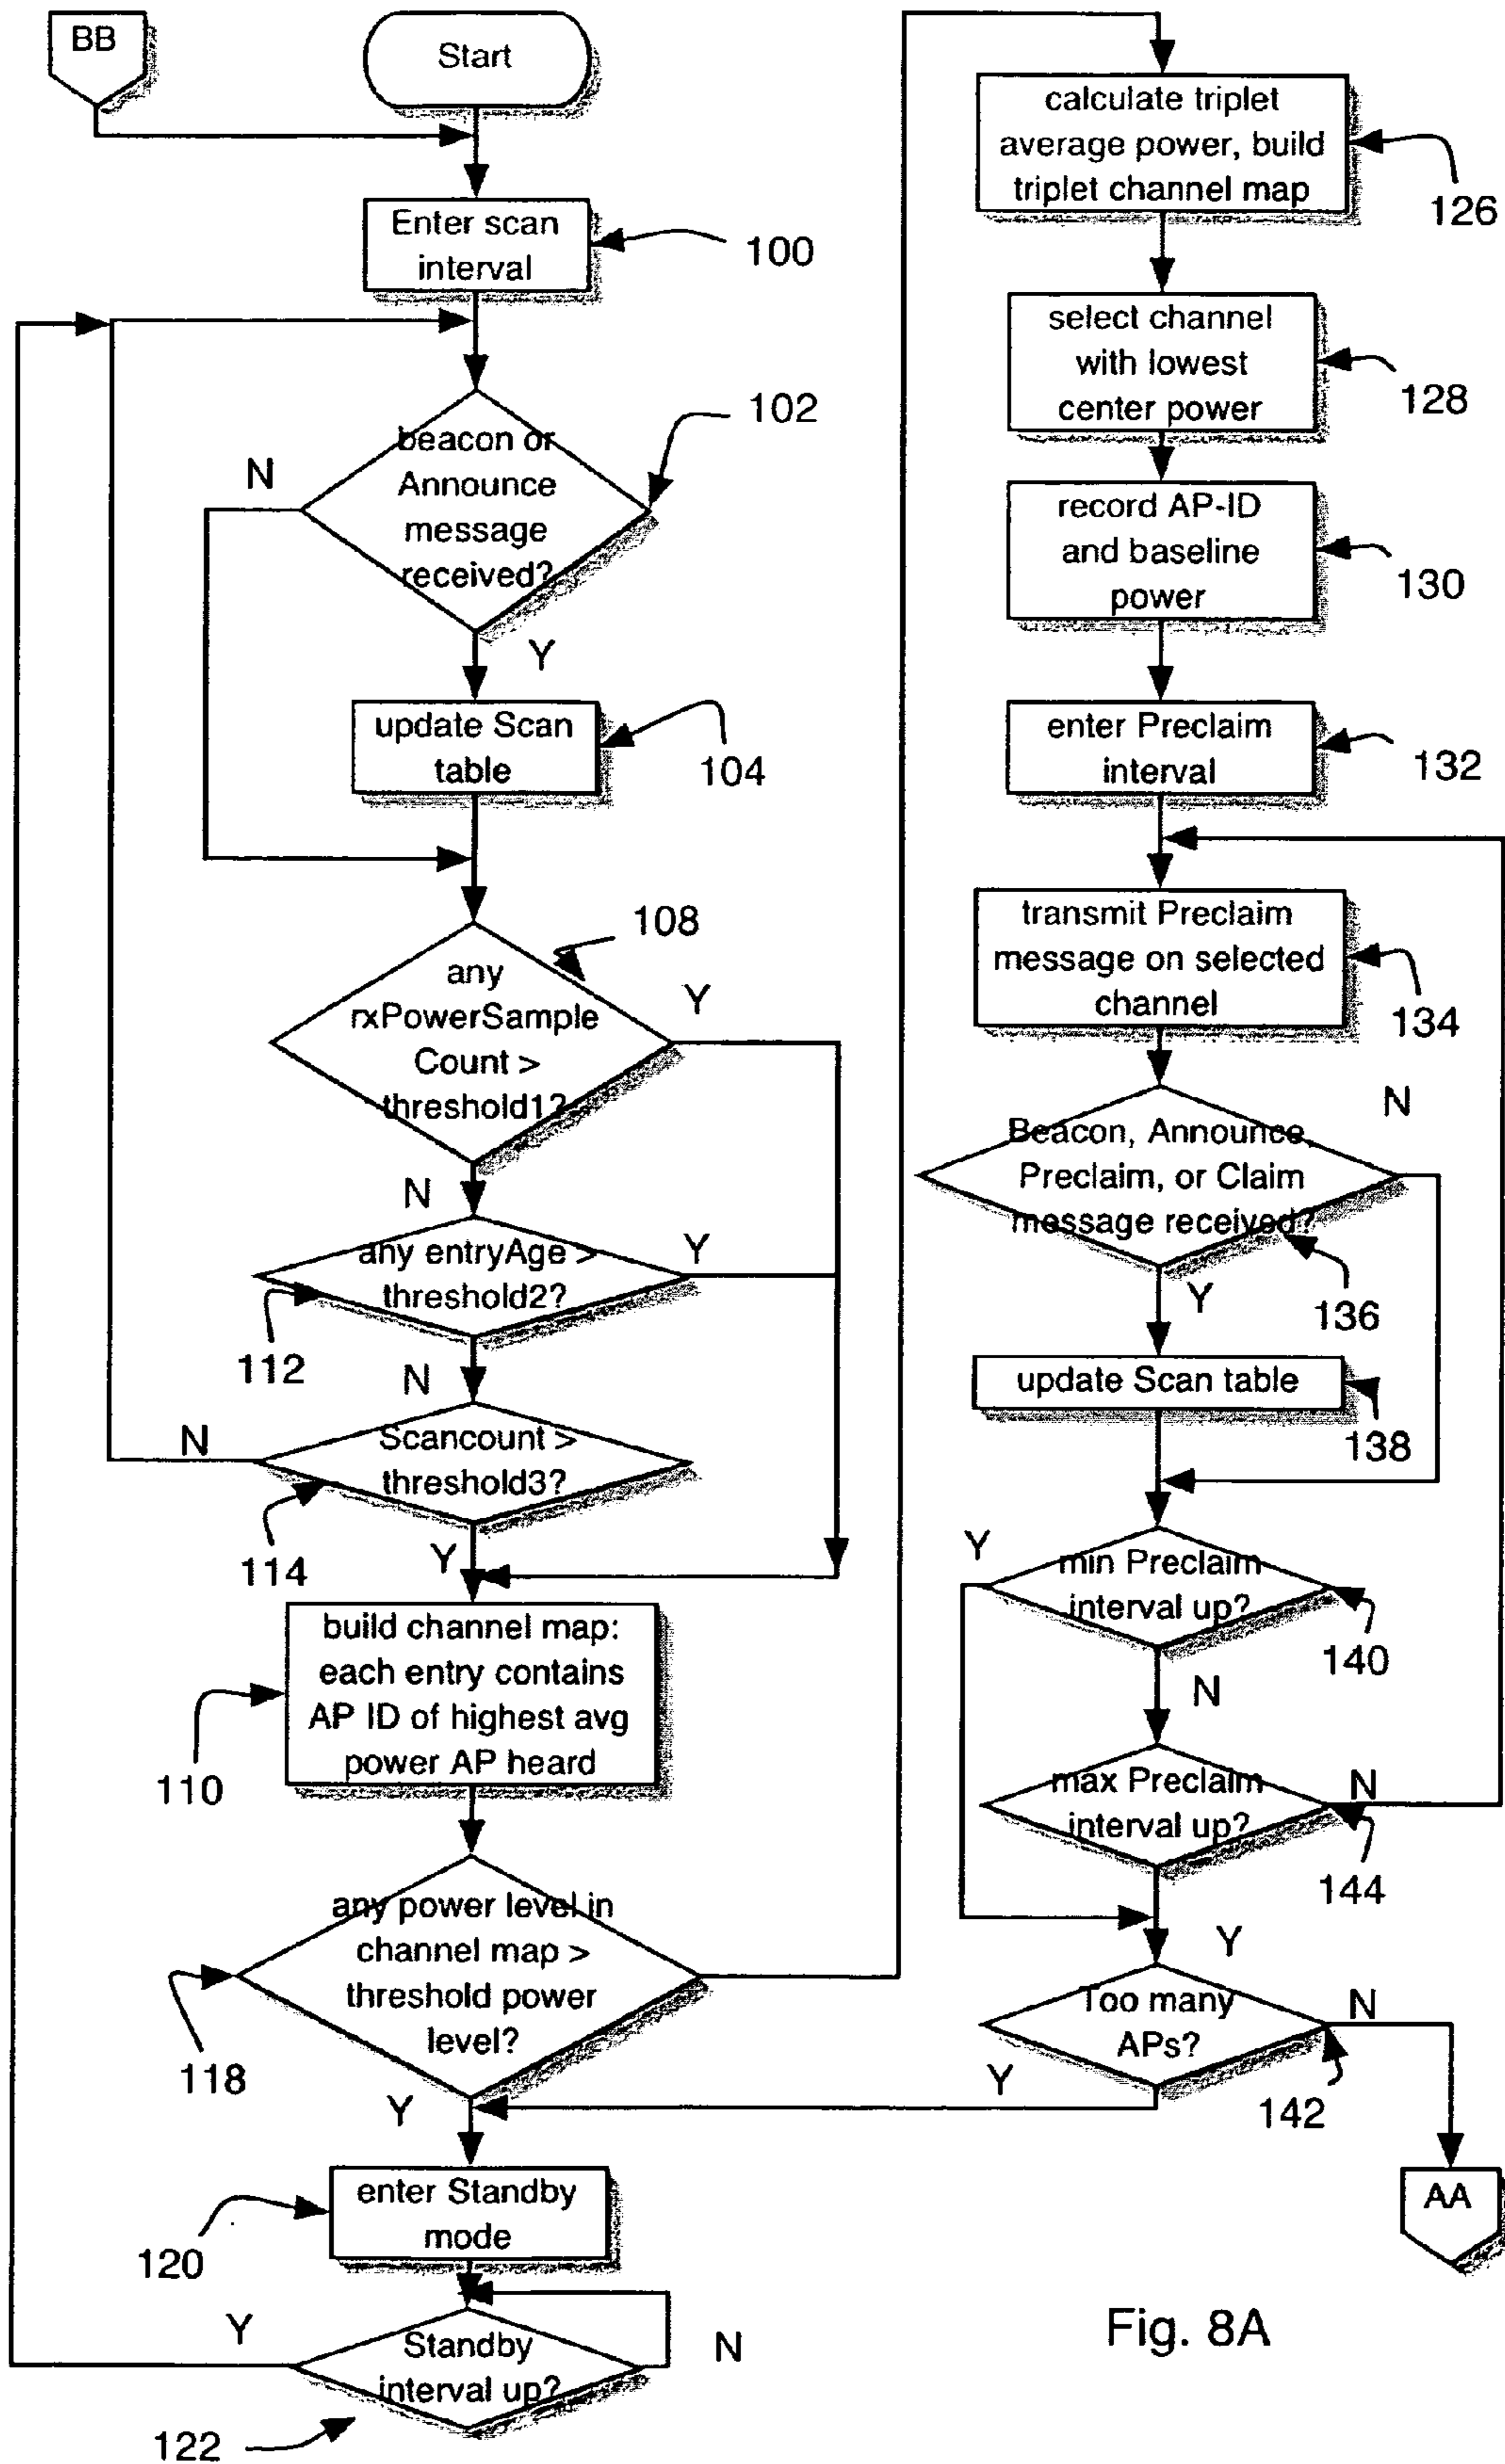 BB
Start
Enter scan
interval
100
beacon or
Announce
message
received?
102
N
Y
update Scan
table
104
any
rxPowerSample
Count >
threshold1?
108
Y
N
any entryAge >
threshold2?
Y
112
N
Scancount >
threshold3?
N
114
Y
build channel map:
each entry contains
AP ID of highest avg
power AP heard
110
any power level in
channel map >
threshold power
level?
118
Y
enter Standby
mode
120
Y
Standby
interval up?
N
122
calculate triplet
average power, build
triplet channel map
126
select channel
with lowest
center power
128
record AP-ID
and baseline
power
130
enter Preclaim
interval
132
transmit Preclaim
message on selected
channel
134
N
Beacon, Announce,
Preclaim, or Claim
message received?
136
Y
update Scan table
138
Y
min Preclaim
interval up?
140
N
max Preclaim
interval up?
N
144
Y
Too many
APs?
N
Y
142
AA
Fig. 8A